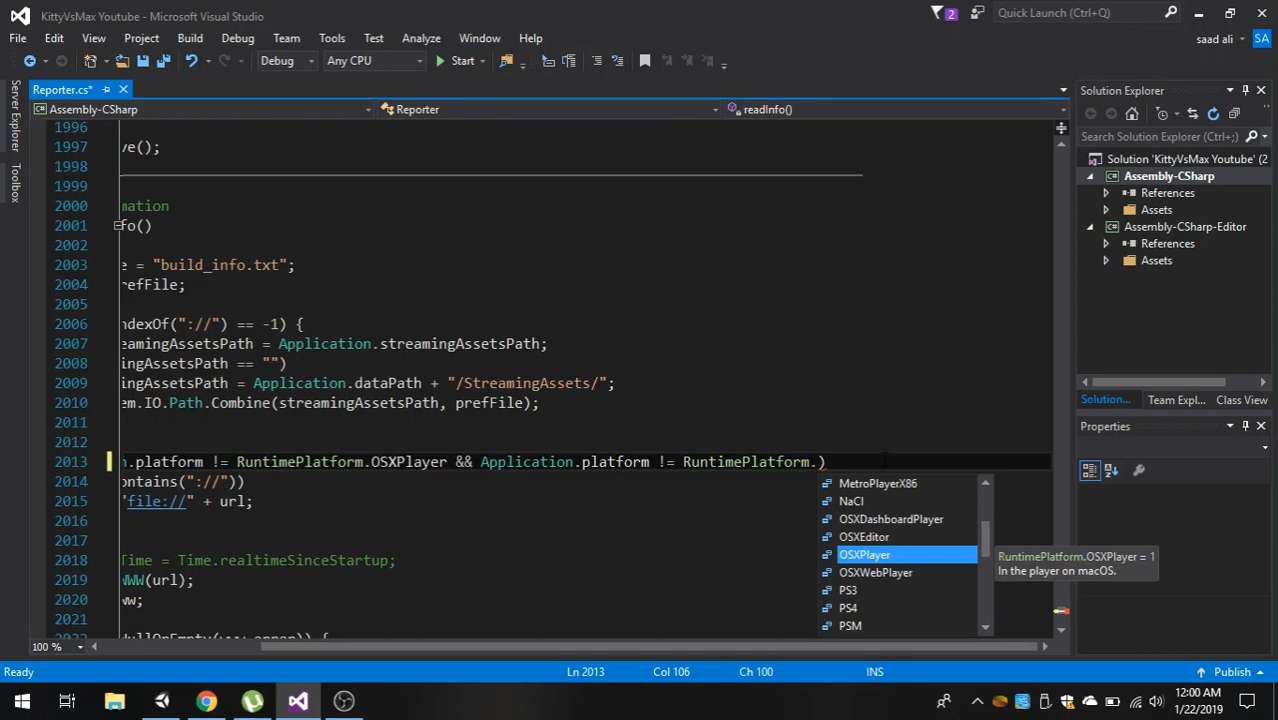 KittyVsMax Youtube - Microsoft Visual Studio
2
Quick Launch (Ctrl+Q)
File Edit View Project Build Debug Team Tools Test Analyze Window Help
saad ali SA
Debug Any CPU Start
Server Explorer
Toolbox
Reporter.cs*
Assembly-CSharp Reporter readInfo()
1996
1997 ve();
1998
1999
2000 mation
2001 fo()
2002
2003 e = "build_info.txt";
2004 refFile;
2005
2006 indexOf("://") == -1) {
2007 eamingAssetsPath = Application.streamingAssetsPath;
2008 ingAssetsPath == "")
2009 ingAssetsPath = Application.dataPath + "/StreamingAssets/";
2010 em.IO.Path.Combine(streamingAssetsPath, prefFile);
2011
2012
2013 n.platform != RuntimePlatform.OSXPlayer && Application.platform != RuntimePlatform.)
2014 ontains("://"))
2015 "file://" + url;
2016
2017
2018 Time = Time.realtimeSinceStartup;
2019 WW(url);
2020 ww;
2021
MetroPlayerX86
NaCl
OSXDashboardPlayer
OSXEditor
OSXPlayer
OSXWebPlayer
PS3
PS4
PSM
RuntimePlatform.OSXPlayer = 1
In the player on macOS.
100 %
Solution Explorer
Search Solution Explorer (Ctrl+;)
Solution 'KittyVsMax Youtube' (2
Assembly-CSharp
References
Assets
Assembly-CSharp-Editor
References
Assets
Solution... Team Expl... Class View
Properties
Ready Ln 2013 Col 106 Ch 100 INS Publish
12:00 AM
1/22/2019